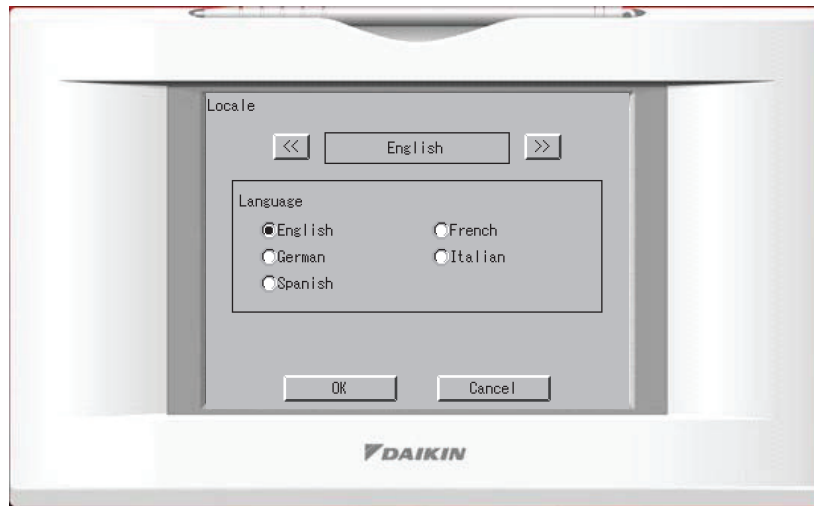 Locale
<< English >>
Language
English French
German Italian
Spanish
OK Cancel
DAIKIN